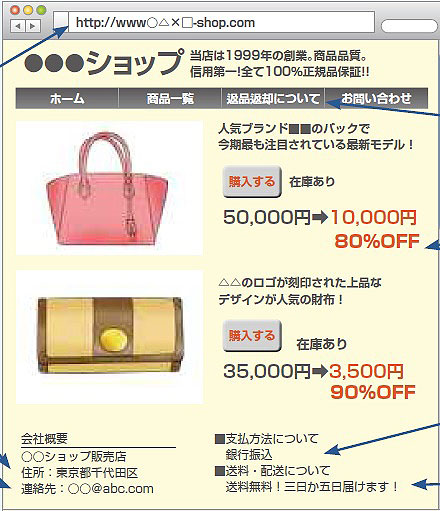 http://www○△×□-shop.com
●●●ショップ
当店は1999年の創業。商品品質。
信用第一!全て100%正規品保証!!
ホーム 商品一覧 返品返却について お問い合わせ
人気ブランド■■のバックで
今期最も注目されている最新モデル！
購入する 在庫あり
50,000円➡10,000円
80%OFF
△△のロゴが刻印された上品な
デザインが人気の財布！
購入する 在庫あり
35,000円➡3,500円
90%OFF
会社概要
○○ショップ販売店
住所：東京都千代田区
連絡先：○○@abc.com
■支払方法について
銀行振込
■送料・配送について
送料無料！三日か五日届けます！